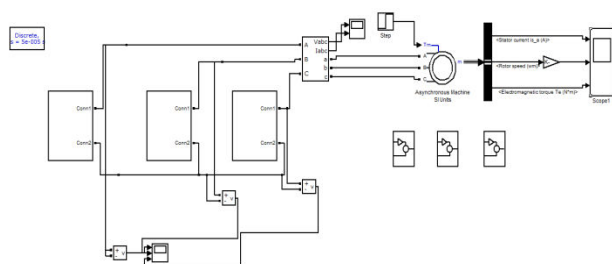 Discrete,
s = 5e-005 s
A
B
C
Vabc
Iabc
a
b
c
Step
Tm
m
A
B
C
Asynchronous Machine
SI Units
<Stator current is_a (A)>
<Rotor speed (wm)>
<Electromagnetic torque Te (N*m)>
Scope1
Conn1
Conn2
Conn1
Conn2
Conn1
Conn2
+
-
v
+
-
v
+
-
v